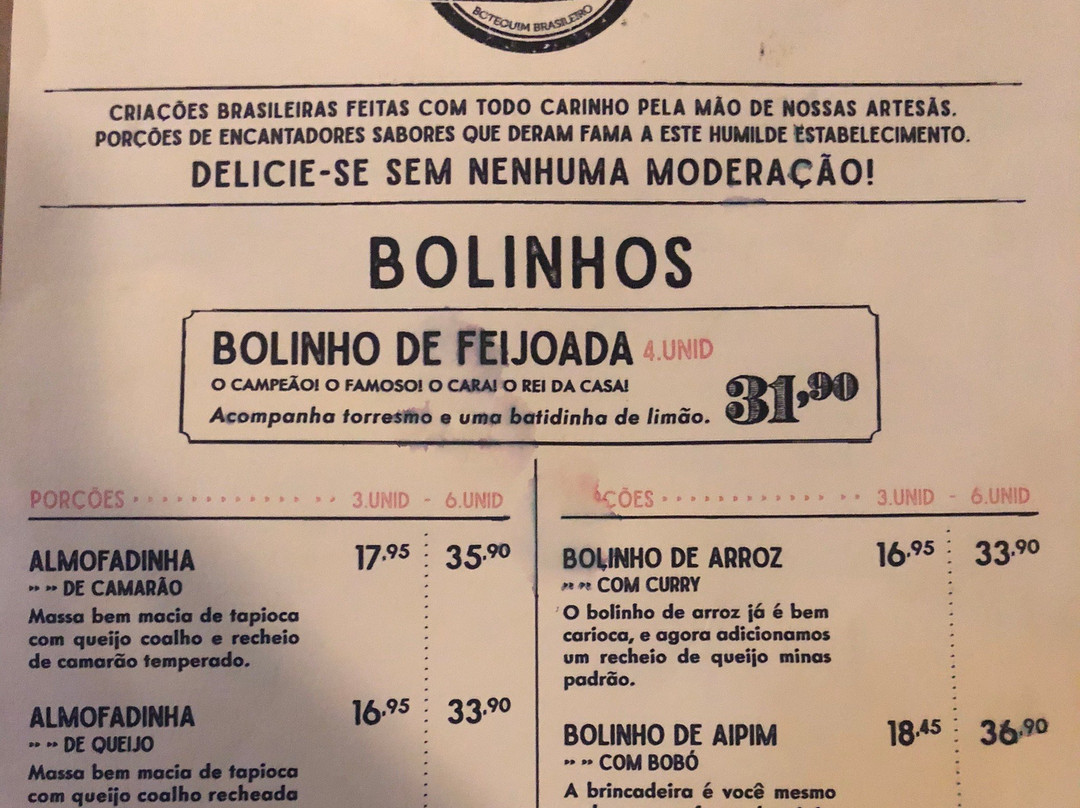 BOTEQUIM BRASILEIRO
CRIAÇÕES BRASILEIRAS FEITAS COM TODO CARINHO PELA MÃO DE NOSSAS ARTESÃS.
PORÇÕES DE ENCANTADORES SABORES QUE DERAM FAMA A ESTE HUMILDE ESTABELECIMENTO.
DELICIE-SE SEM NENHUMA MODERAÇÃO!
BOLINHOS
BOLINHO DE FEIJOADA 4.UNID
O CAMPEÃO! O FAMOSO! O CARA! O REI DA CASA!
Acompanha torresmo e uma batidinha de limão.
31,90
PORÇÕES 3.UNID - 6.UNID
ALMOFADINHA 17.95 35.90
›› ›› DE CAMARÃO
Massa bem macia de tapioca
com queijo coalho e recheio
de camarão temperado.
ALMOFADINHA 16.95 33.90
›› ›› DE QUEIJO
Massa bem macia de tapioca
com queijo coalho recheada
ÇÕES 3.UNID - 6.UNID
BOLINHO DE ARROZ 16.95 33.90
›› ›› COM CURRY
O bolinho de arroz já é bem
carioca, e agora adicionamos
um recheio de queijo minas
padrão.
BOLINHO DE AIPIM 18.45 36.90
›› ›› COM BOBÓ
A brincadeira é você mesmo